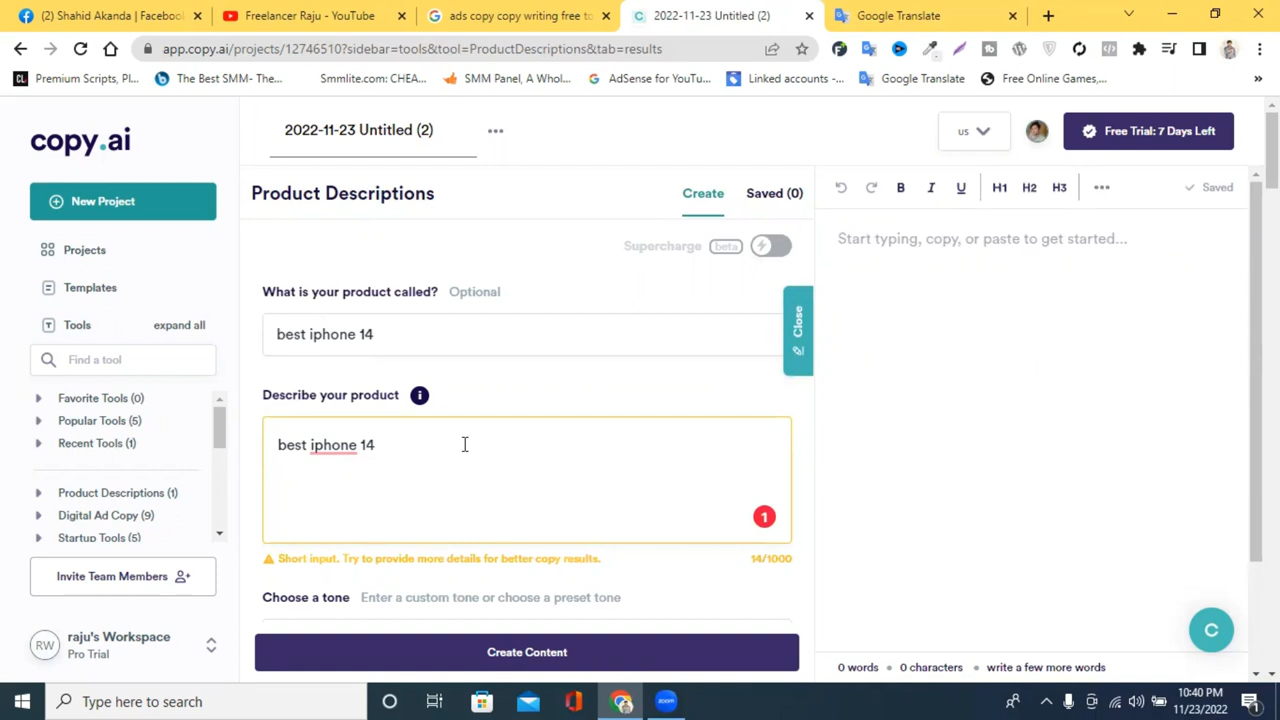 (2) Shahid Akanda | Facebook
Freelancer Raju - YouTube
ads copy copy writing free to
2022-11-23 Untitled (2)
Google Translate
app.copy.ai/projects/12746510?sidebar=tools&tool=ProductDescriptions&tab=results
Premium Scripts, Pl...
The Best SMM- The...
Smmlite.com: CHEA...
SMM Panel, A Whol...
AdSense for YouTu...
Linked accounts -...
Google Translate
Free Online Games,...
copy.ai
2022-11-23 Untitled (2)
us
Free Trial: 7 Days Left
New Project
Product Descriptions
Create
Saved (0)
B I U H1 H2 H3
Saved
Projects
Supercharge beta
Start typing, copy, or paste to get started...
Templates
What is your product called? Optional
Tools
expand all
best iphone 14
Close
Find a tool
Describe your product
Favorite Tools (0)
Popular Tools (5)
Recent Tools (1)
best iphone 14
Product Descriptions (1)
Digital Ad Copy (9)
Startup Tools (5)
1
Short input. Try to provide more details for better copy results.
14/1000
Invite Team Members
Choose a tone Enter a custom tone or choose a preset tone
RW
raju's Workspace
Pro Trial
Create Content
C
0 words
0 characters
write a few more words
Type here to search
10:40 PM
11/23/2022
1